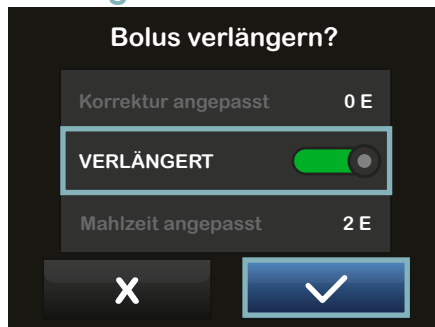 Bolus verlängern?
Korrektur angepasst 0 E
VERLÄNGERT
Mahlzeit angepasst 2 E
X